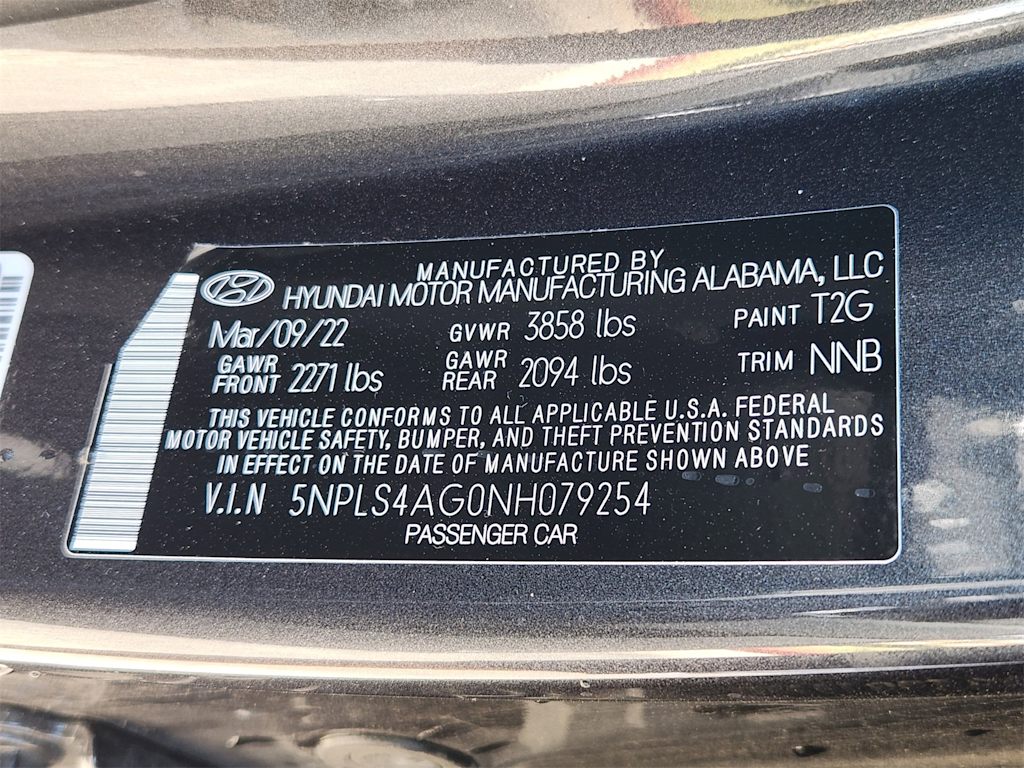 MANUFACTURED BY
HYUNDAI MOTOR MANUFACTURING ALABAMA, LLC
Mar/09/22 GVWR 3858 lbs PAINT T2G
GAWR FRONT 2271 lbs GAWR REAR 2094 lbs TRIM NNB
THIS VEHICLE CONFORMS TO ALL APPLICABLE U.S.A. FEDERAL
MOTOR VEHICLE SAFETY, BUMPER, AND THEFT PREVENTION STANDARDS
IN EFFECT ON THE DATE OF MANUFACTURE SHOWN ABOVE
V.I.N 5NPLS4AG0NH079254
PASSENGER CAR